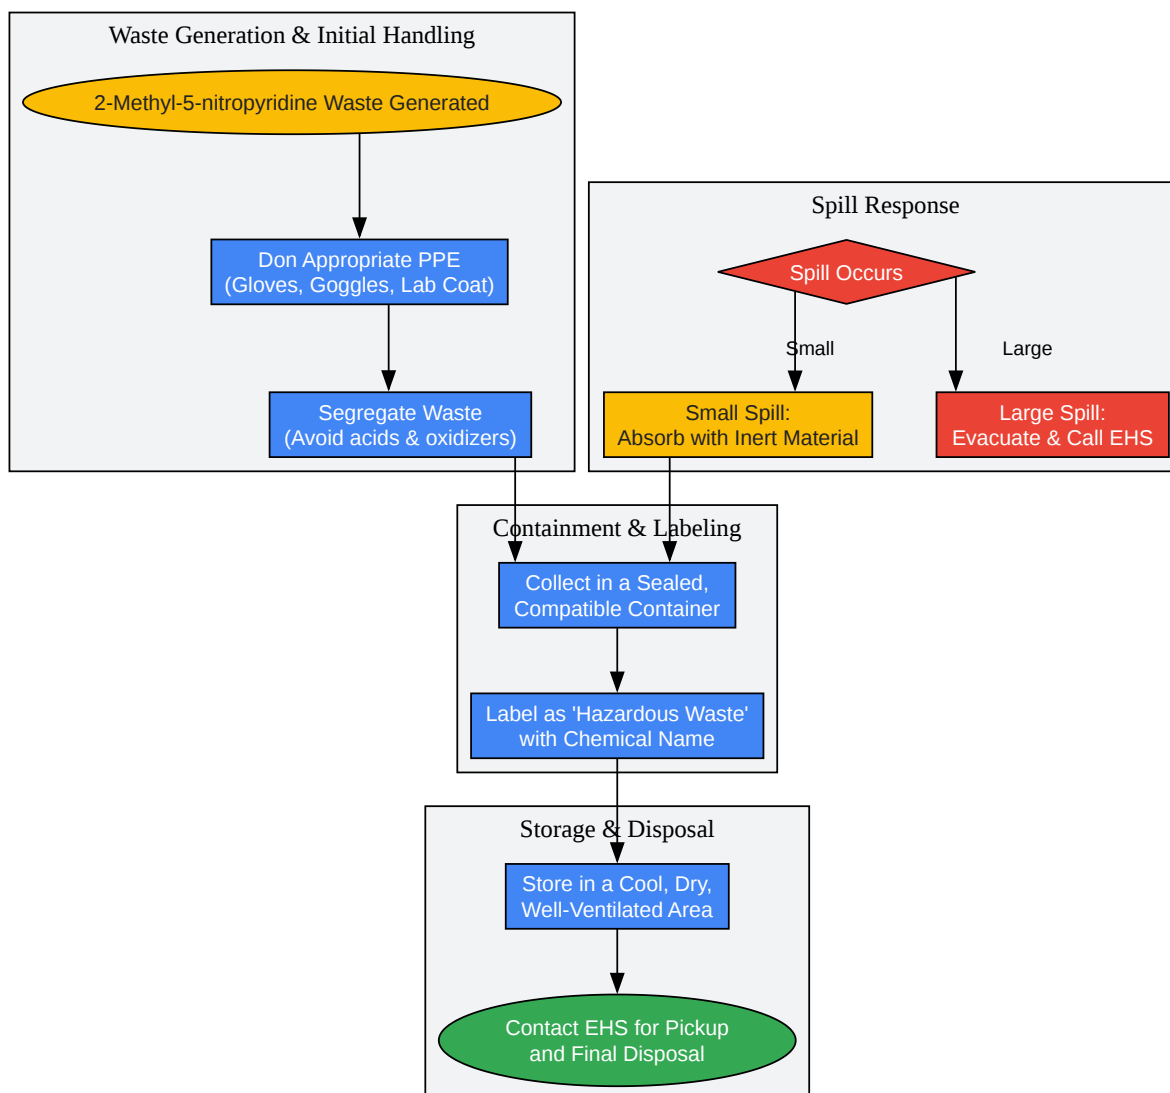 Waste Generation & Initial Handling
2-Methyl-5-nitropyridine Waste Generated
Don Appropriate PPE
(Gloves, Goggles, Lab Coat)
Segregate Waste
(Avoid acids & oxidizers)
Spill Response
Spill Occurs
Small
Large
Small Spill:
Absorb with Inert Material
Large Spill:
Evacuate & Call EHS
Containment & Labeling
Collect in a Sealed,
Compatible Container
Label as 'Hazardous Waste'
with Chemical Name
Storage & Disposal
Store in a Cool, Dry,
Well-Ventilated Area
Contact EHS for Pickup
and Final Disposal